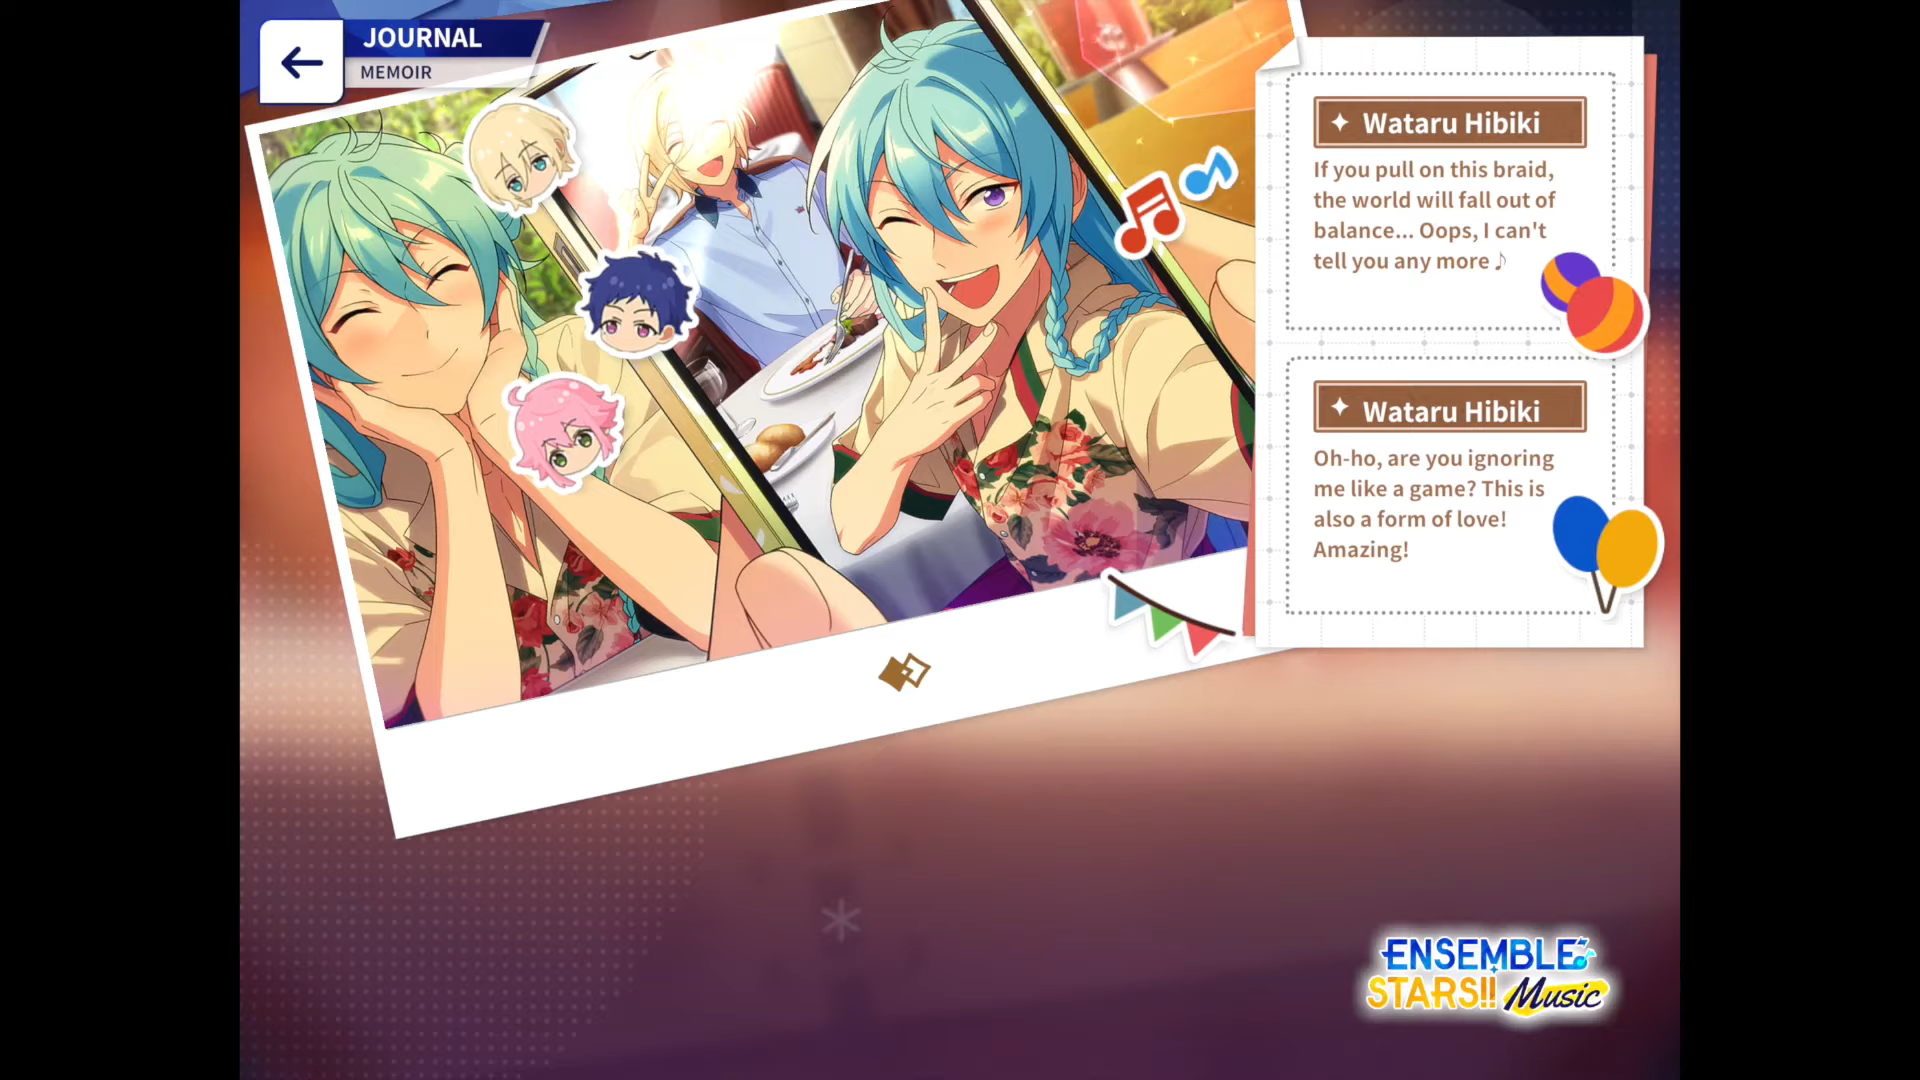 JOURNAL
MEMOIR
Wataru Hibiki
If you pull on this braid,
the world will fall out of
balance... Oops, I can't
tell you any more♪
Wataru Hibiki
Oh-ho, are you ignoring
me like a game? This is
also a form of love!
Amazing!
ENSEMBLE
STARS!! Music